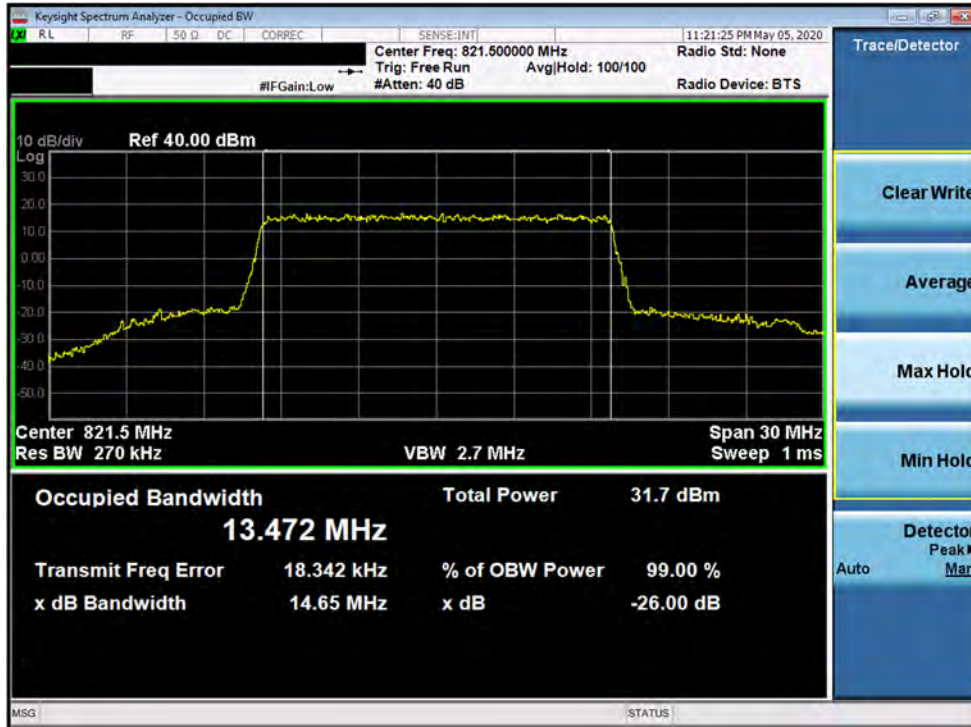 Keysight Spectrum Analyzer - Occupied BW
LXI RL RF 50 Ω DC CORREC SENSE:INT 11:21:25 PM May 05, 2020
Center Freq: 821.500000 MHz Radio Std: None
Trig: Free Run Avg|Hold: 100/100
#IFGain:Low #Atten: 40 dB Radio Device: BTS
Trace/Detector
10 dB/div Ref 40.00 dBm
Log
30.0
20.0
10.0
0.00
-10.0
-20.0
-30.0
-40.0
-50.0
Center 821.5 MHz Span 30 MHz
Res BW 270 kHz VBW 2.7 MHz Sweep 1 ms
Occupied Bandwidth Total Power 31.7 dBm
13.472 MHz
Transmit Freq Error 18.342 kHz % of OBW Power 99.00 %
x dB Bandwidth 14.65 MHz x dB -26.00 dB
Clear Write
Average
Max Hold
Min Hold
Detector
Peak
Auto Man
MSG STATUS